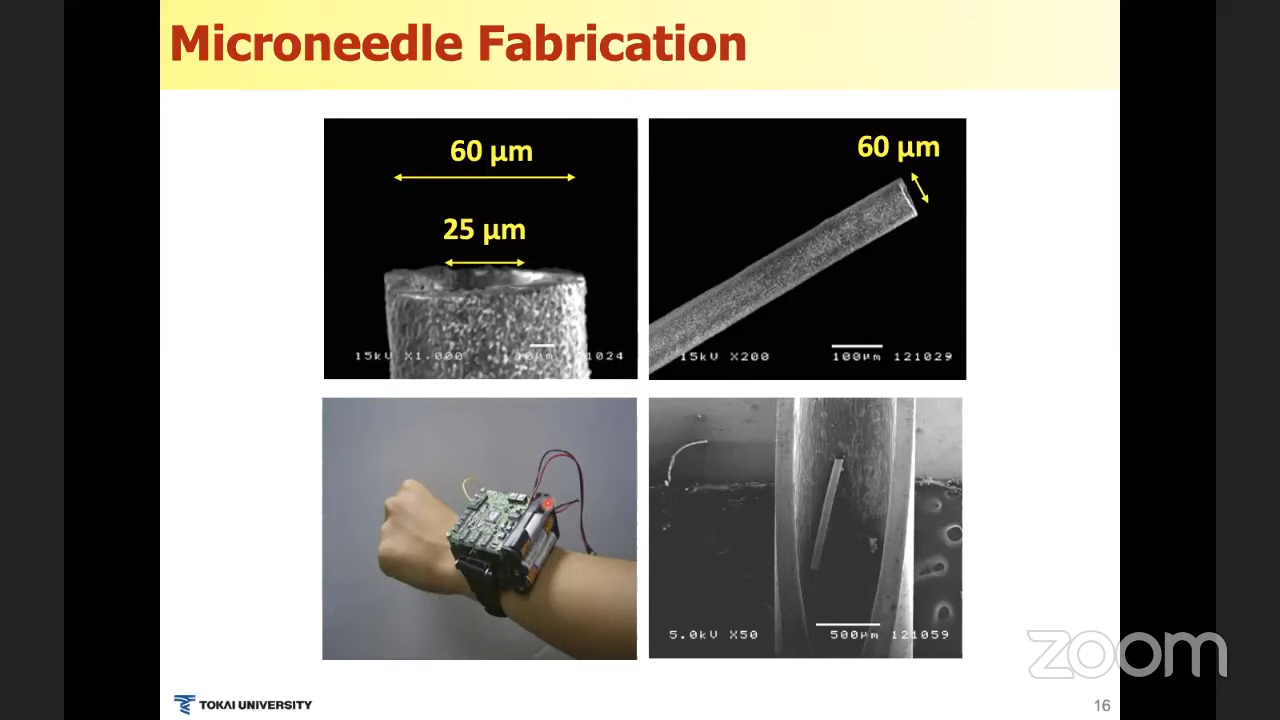 Microneedle Fabrication
60 µm
25 µm
15kV X1.000 10µm 1024
60 µm
15kV X200 100µm 121029
5.0kV X50 500µm 121059
zoom
TOKAI UNIVERSITY
16